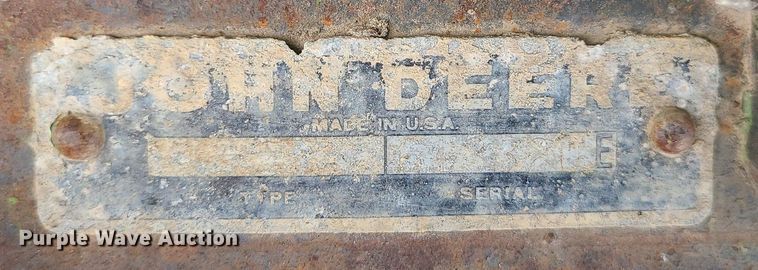 JOHN DEERE
MADE IN U.S.A.
E
TYPE SERIAL
Purple Wave Auction